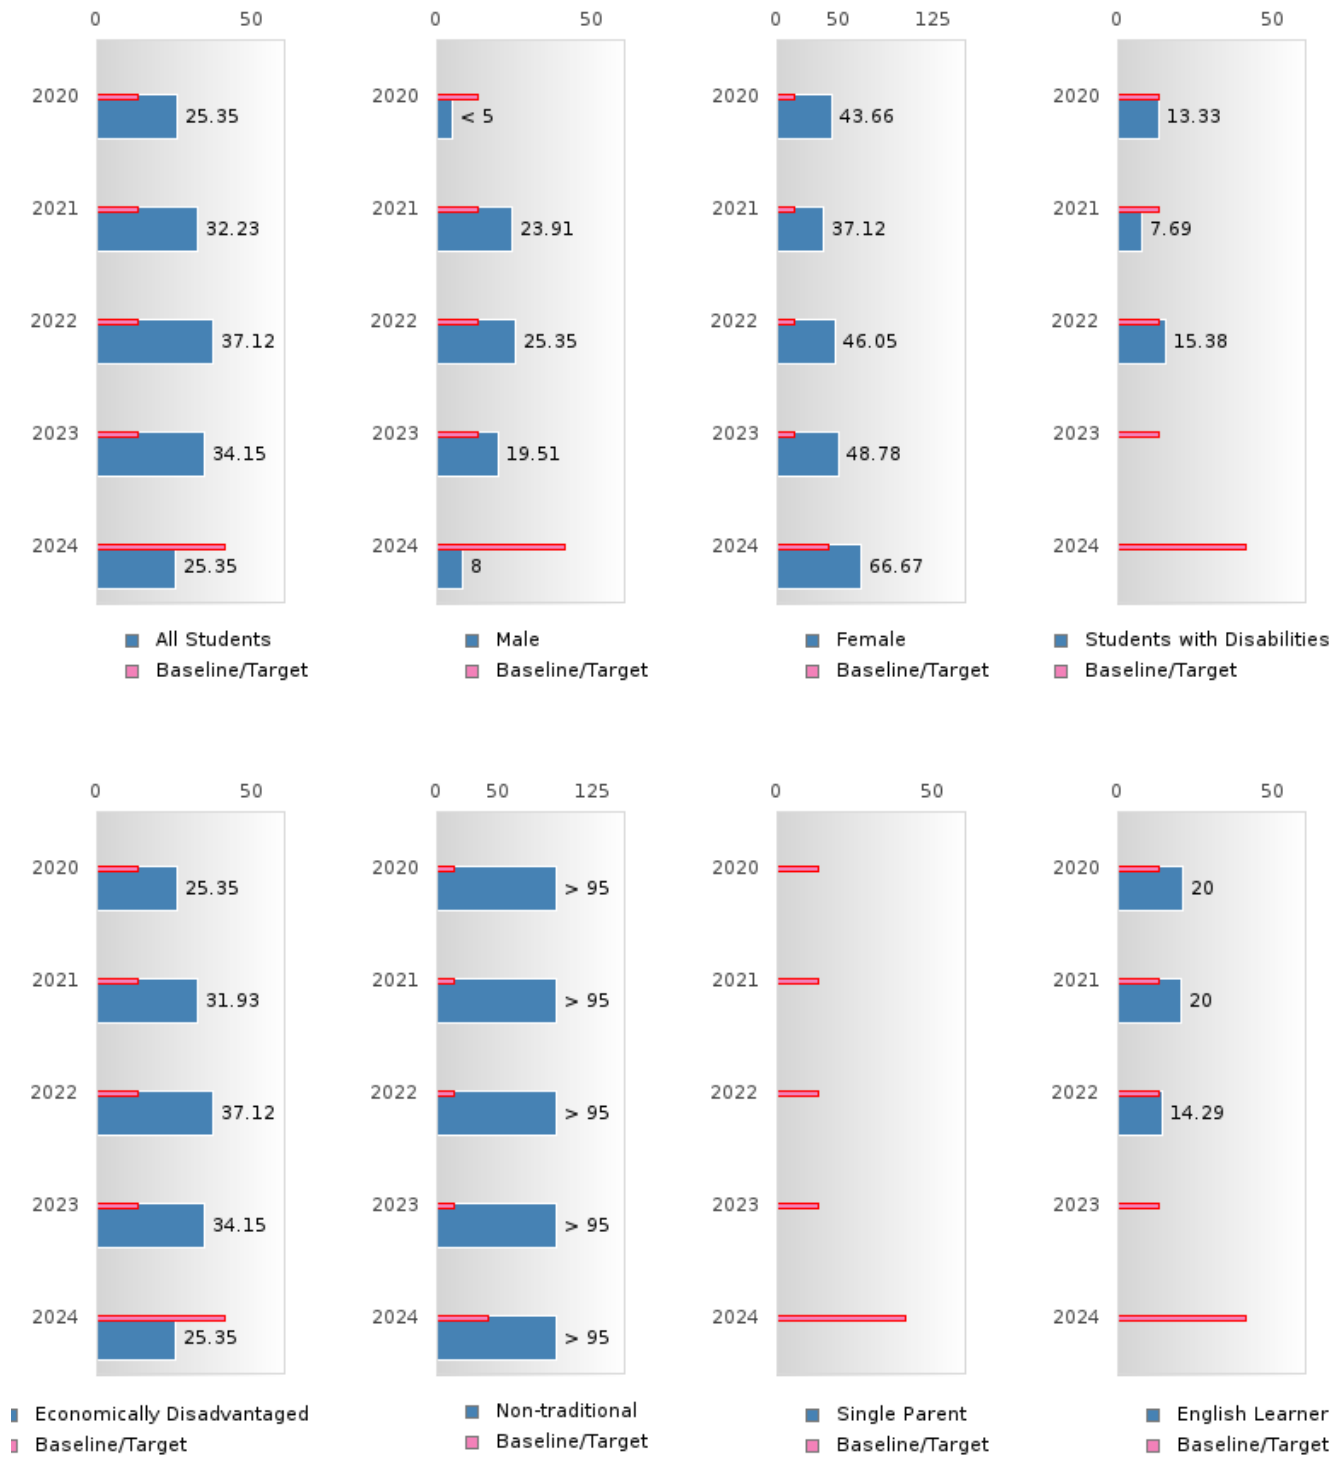 0 50
2020 25.35
2021 32.23
2022 37.12
2023 34.15
2024 25.35
All Students
Baseline/Target
0 50
2020 < 5
2021 23.91
2022 25.35
2023 19.51
2024 8
Male
Baseline/Target
0 50 125
2020 43.66
2021 37.12
2022 46.05
2023 48.78
2024 66.67
Female
Baseline/Target
0 50
2020 13.33
2021 7.69
2022 15.38
2023
2024
Students with Disabilities
Baseline/Target
0 50
2020 25.35
2021 31.93
2022 37.12
2023 34.15
2024 25.35
Economically Disadvantaged
Baseline/Target
0 50 125
2020 > 95
2021 > 95
2022 > 95
2023 > 95
2024 > 95
Non-traditional
Baseline/Target
0 50
2020
2021
2022
2023
2024
Single Parent
Baseline/Target
0 50
2020 20
2021 20
2022 14.29
2023
2024
English Learner
Baseline/Target